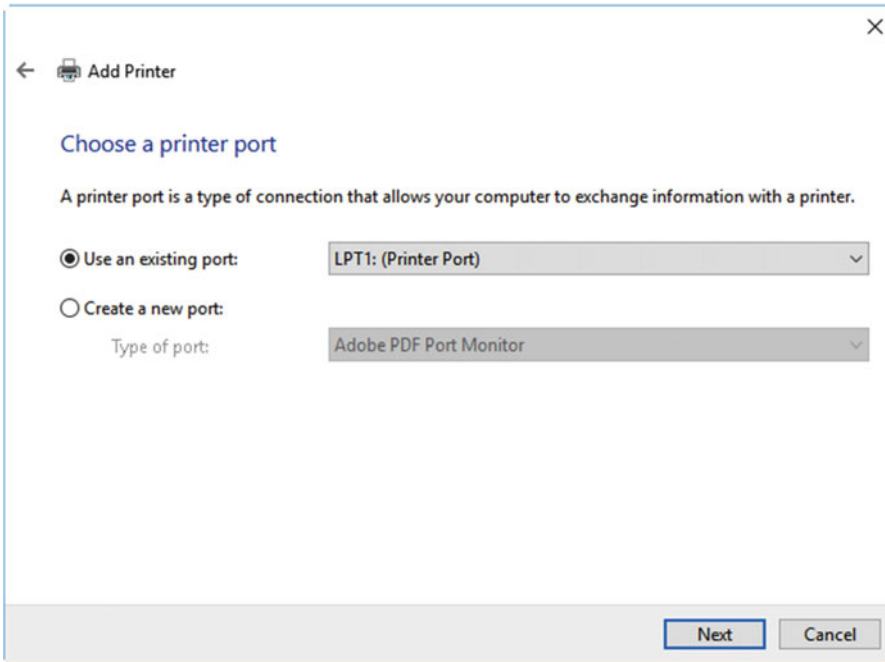 Add Printer
Choose a printer port
A printer port is a type of connection that allows your computer to exchange information with a printer.
Use an existing port: LPT1: (Printer Port)
Create a new port:
Type of port: Adobe PDF Port Monitor
Next Cancel